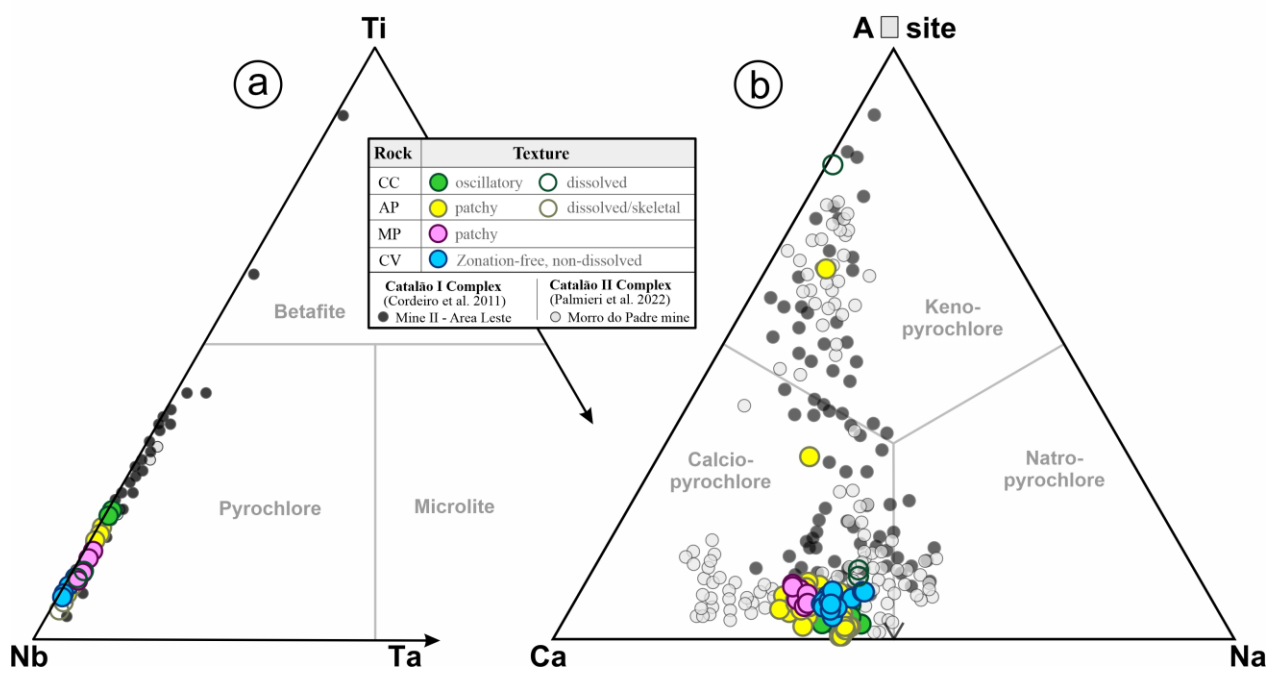 Ti
a
A □ site
b
Rock Texture
CC oscillatory dissolved
AP patchy dissolved/skeletal
MP patchy
CV Zonation-free, non-dissolved
Catalão I Complex
(Cordeiro et al. 2011)
Mine II - Area Leste
Catalão II Complex
(Palmieri et al. 2022)
Morro do Padre mine
Betafite
Pyrochlore
Microlite
Keno-
pyrochlore
Calcio-
pyrochlore
Natro-
pyrochlore
Nb
Ta
Ca
Na